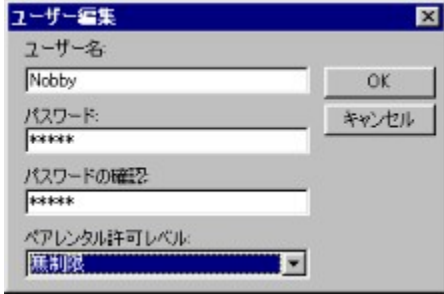 ユーザー編集
ユーザー名:
Nobby
OK
パスワード:
*****
キャンセル
パスワードの確認:
*****
ペアレンタル許可レベル:
無制限